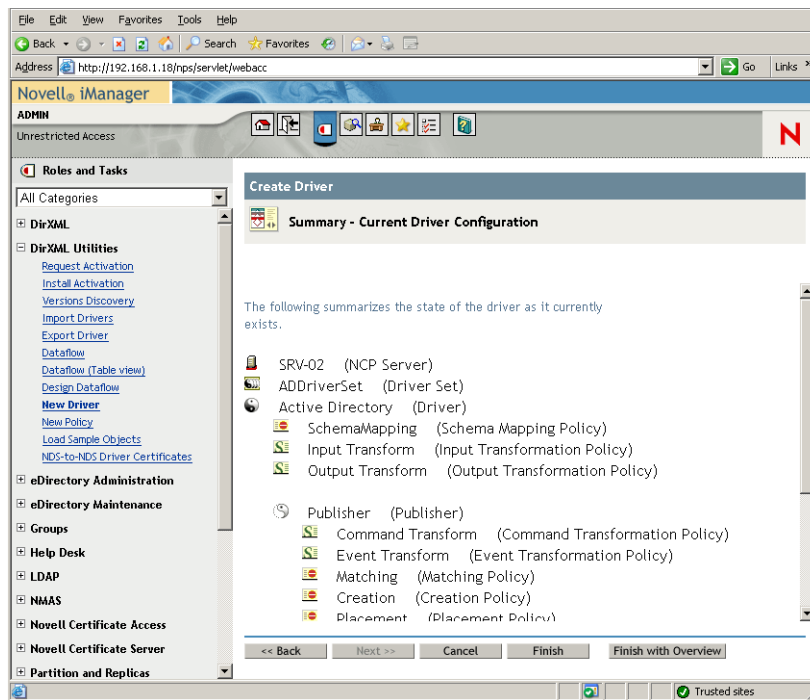 File Edit View Favorites Tools Help
Back Search Favorites
Address http://192.168.1.18/nps/servlet/webacc Go Links »
Novell® iManager
ADMIN
Unrestricted Access
N
Roles and Tasks
All Categories
DirXML
DirXML Utilities
Request Activation
Install Activation
Versions Discovery
Import Drivers
Export Driver
Dataflow
Dataflow (Table view)
Design Dataflow
New Driver
New Policy
Load Sample Objects
NDS-to-NDS Driver Certificates
eDirectory Administration
eDirectory Maintenance
Groups
Help Desk
LDAP
NMAS
Novell Certificate Access
Novell Certificate Server
Partition and Replicas
Create Driver
Summary - Current Driver Configuration
The following summarizes the state of the driver as it currently
exists.
SRV-02 (NCP Server)
ADDriverSet (Driver Set)
Active Directory (Driver)
SchemaMapping (Schema Mapping Policy)
Input Transform (Input Transformation Policy)
Output Transform (Output Transformation Policy)
Publisher (Publisher)
Command Transform (Command Transformation Policy)
Event Transform (Event Transformation Policy)
Matching (Matching Policy)
Creation (Creation Policy)
Placement (Placement Policy)
<< Back Next >> Cancel Finish Finish with Overview
Trusted sites